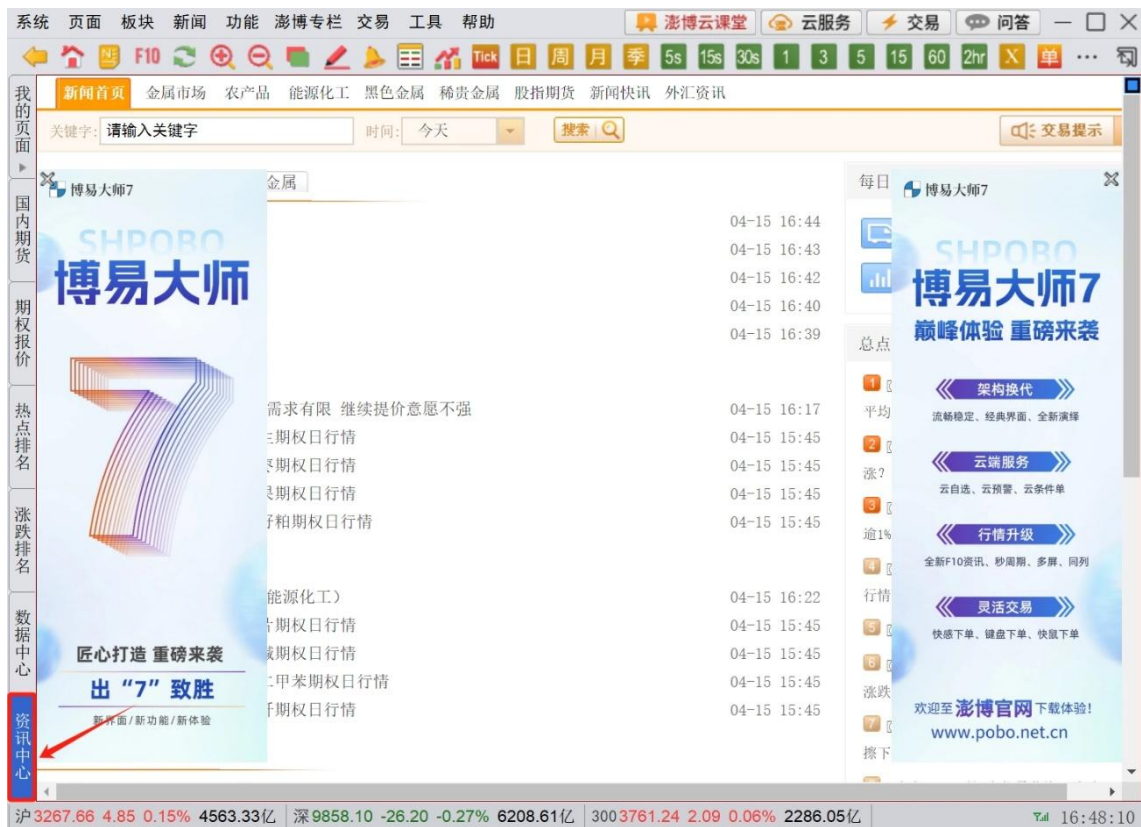 系统 页面 板块 新闻 功能 澎博专栏 交易 工具 帮助 澎博云课堂 云服务 交易 问答
F10 Tick 日 周 月 季 5s 15s 30s 1 3 5 15 60 2hr X 单 ...
我的页面
国内期货
期权报价
热点排名
涨跌排名
数据中心
资讯中心
新闻首页 金属市场 农产品 能源化工 黑色金属 稀贵金属 股指期货 新闻快讯 外汇资讯
关键字: 请输入关键字 时间: 今天 搜索 交易提示
博易大师7
SHPOBO
博易大师
7
匠心打造 重磅来袭
出“7”致胜
新界面/新功能/新体验
金属
04-15 16:44
04-15 16:43
04-15 16:42
04-15 16:40
04-15 16:39
需求有限 继续提价意愿不强 04-15 16:17
期权日行情 04-15 15:45
期权日行情 04-15 15:45
期权日行情 04-15 15:45
粕期权日行情 04-15 15:45
能源化工） 04-15 16:22
期权日行情 04-15 15:45
期权日行情 04-15 15:45
二甲苯期权日行情 04-15 15:45
期权日行情 04-15 15:45
每日
总点
1
平均
2
涨?
3
逾1%
4
行情
5
6
涨跌
7
擦下
博易大师7
SHPOBO
博易大师7
巅峰体验 重磅来袭
架构换代
流畅稳定、经典界面、全新演绎
云端服务
云自选、云预警、云条件单
行情升级
全新F10资讯、秒周期、多屏、同列
灵活交易
快感下单、键盘下单、快鼠下单
欢迎至澎博官网下载体验!
www.pobo.net.cn
沪3267.66 4.85 0.15% 4563.33亿 深9858.10 -26.20 -0.27% 6208.61亿 3003761.24 2.09 0.06% 2286.05亿 16:48:10